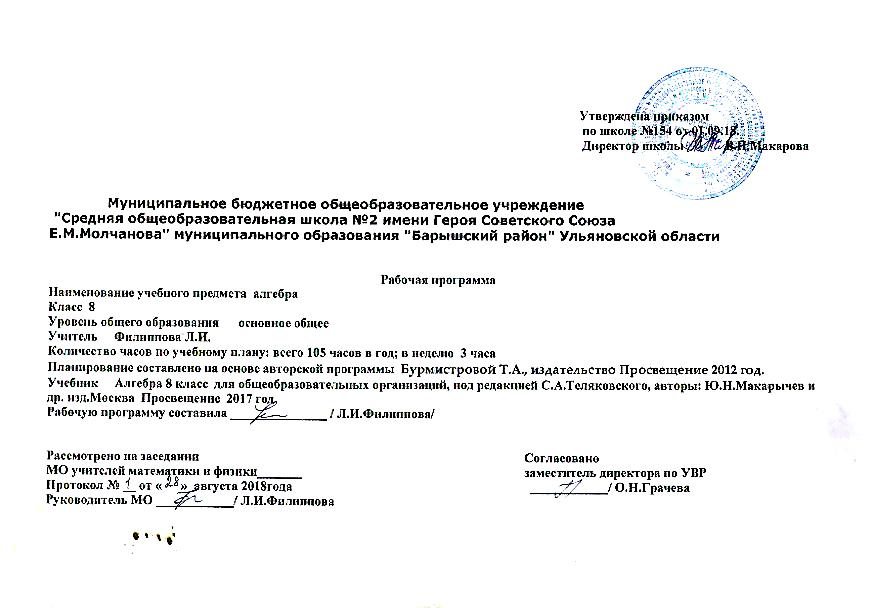 Утверждена приказом
по школе №154 от 01.09.18.
Директор школы В.П.Макарова
Муниципальное бюджетное общеобразовательное учреждение
"Средняя общеобразовательная школа №2 имени Героя Советского Союза
Е.М.Молчанова" муниципального образования "Барышский район" Ульяновской области
Рабочая программа
Наименование учебного предмета алгебра
Класс 8
Уровень общего образования основное общее
Учитель Филиппова Л.И.
Количество часов по учебному плану: всего 105 часов в год; в неделю 3 часа
Планирование составлено на основе авторской программы Бурмистровой Т.А., издательство Просвещение 2012 год.
Учебник Алгебра 8 класс для общеобразовательных организаций, под редакцией С.А.Теляковского, авторы: Ю.Н.Макарычев и
др. изд.Москва Просвещение 2017 год.
Рабочую программу составила ________________ / Л.И.Филиппова/
Рассмотрено на заседании
МО учителей математики и физики_______
Протокол № 1 от «28» августа 2018года
Руководитель МО _____________/ Л.И.Филиппова
Согласовано
заместитель директора по УВР
_____________/ О.Н.Грачева